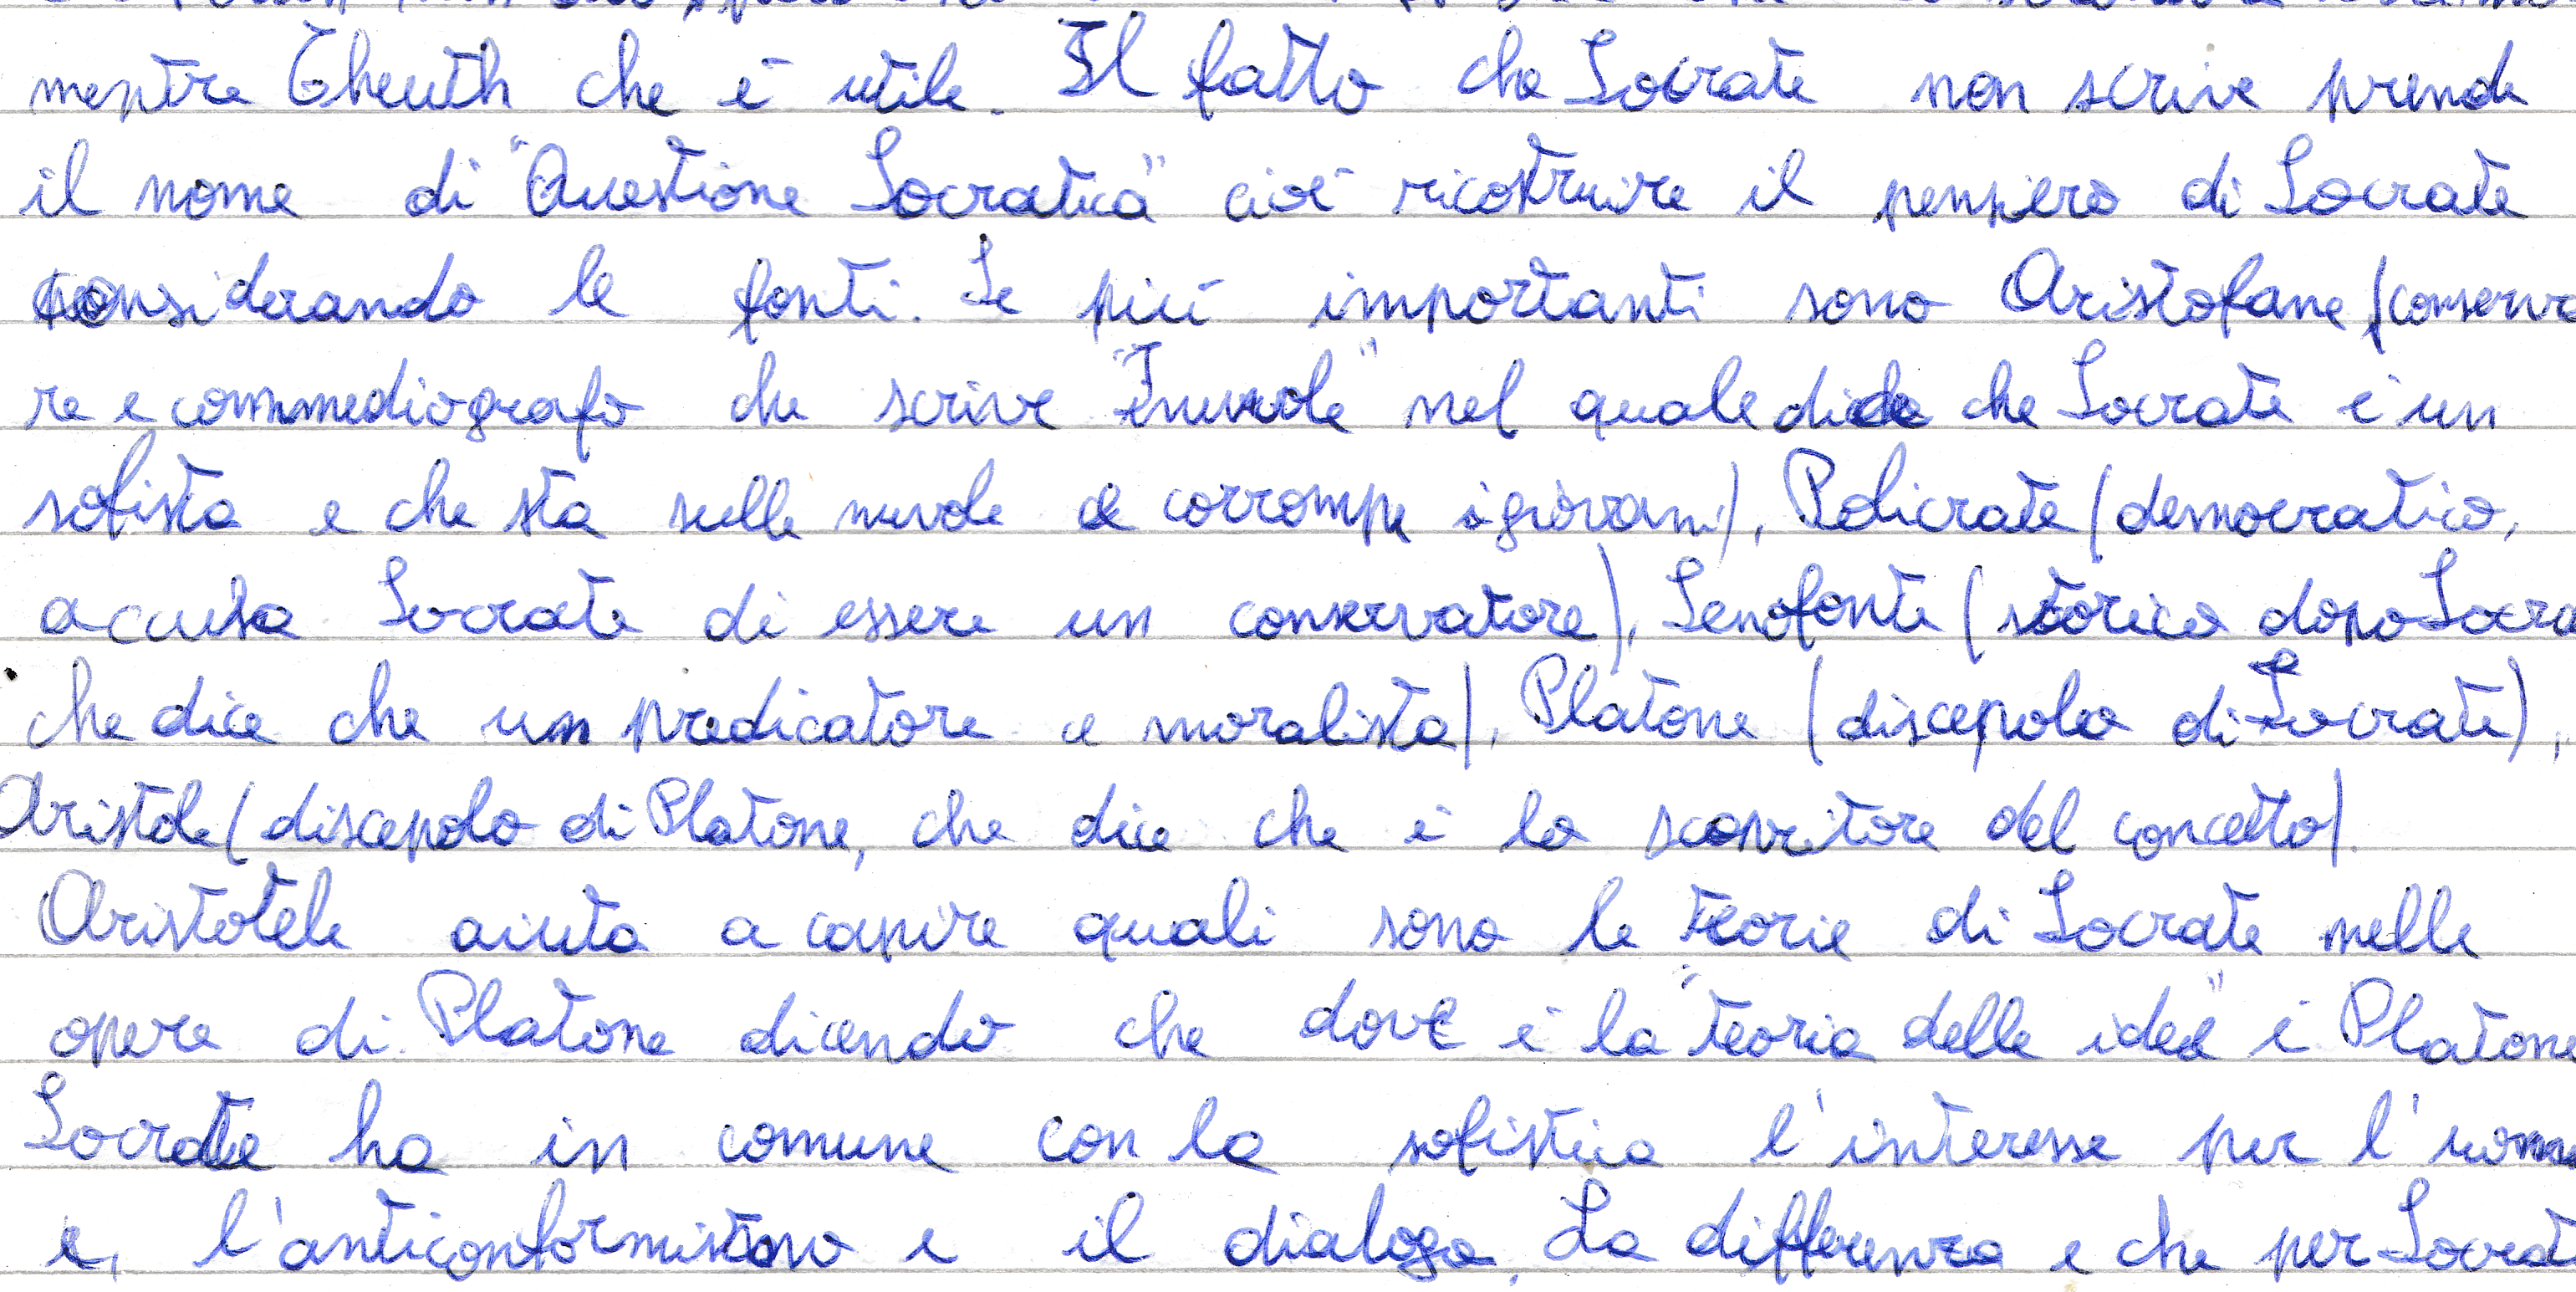 mentre Theuth che è utile. Il fatto che Socrate non scrive prende
il nome di "Questione Socratica" cioè ricostruire il pensiero di Socrate
considerando le fonti. Le più importanti sono Aristofane (conservato
re e commediografo che scrive "Le nuvole" nel quale dice che Socrate è un
sofista e che sta sulle nuvole e corrompe i giovani), Policrate (democratico,
accusa Socrate di essere un conservatore), Senofonte (storico dopo Socra
che dice che un predicatore e moralista), Platone (discepolo di Socrate),
Aristole (discepolo di Platone, che dice che è lo scopritore del concetto).
Aristotele aiuta a capire quali sono le teorie di Socrate nelle
opere di Platone dicendo che dove è la "teoria delle idee" è Platone
Socrate ha in comune con la sofistica l'interesse per l'uomo
e, l'anticonformismo e il dialogo. La differenza e che per Socrat